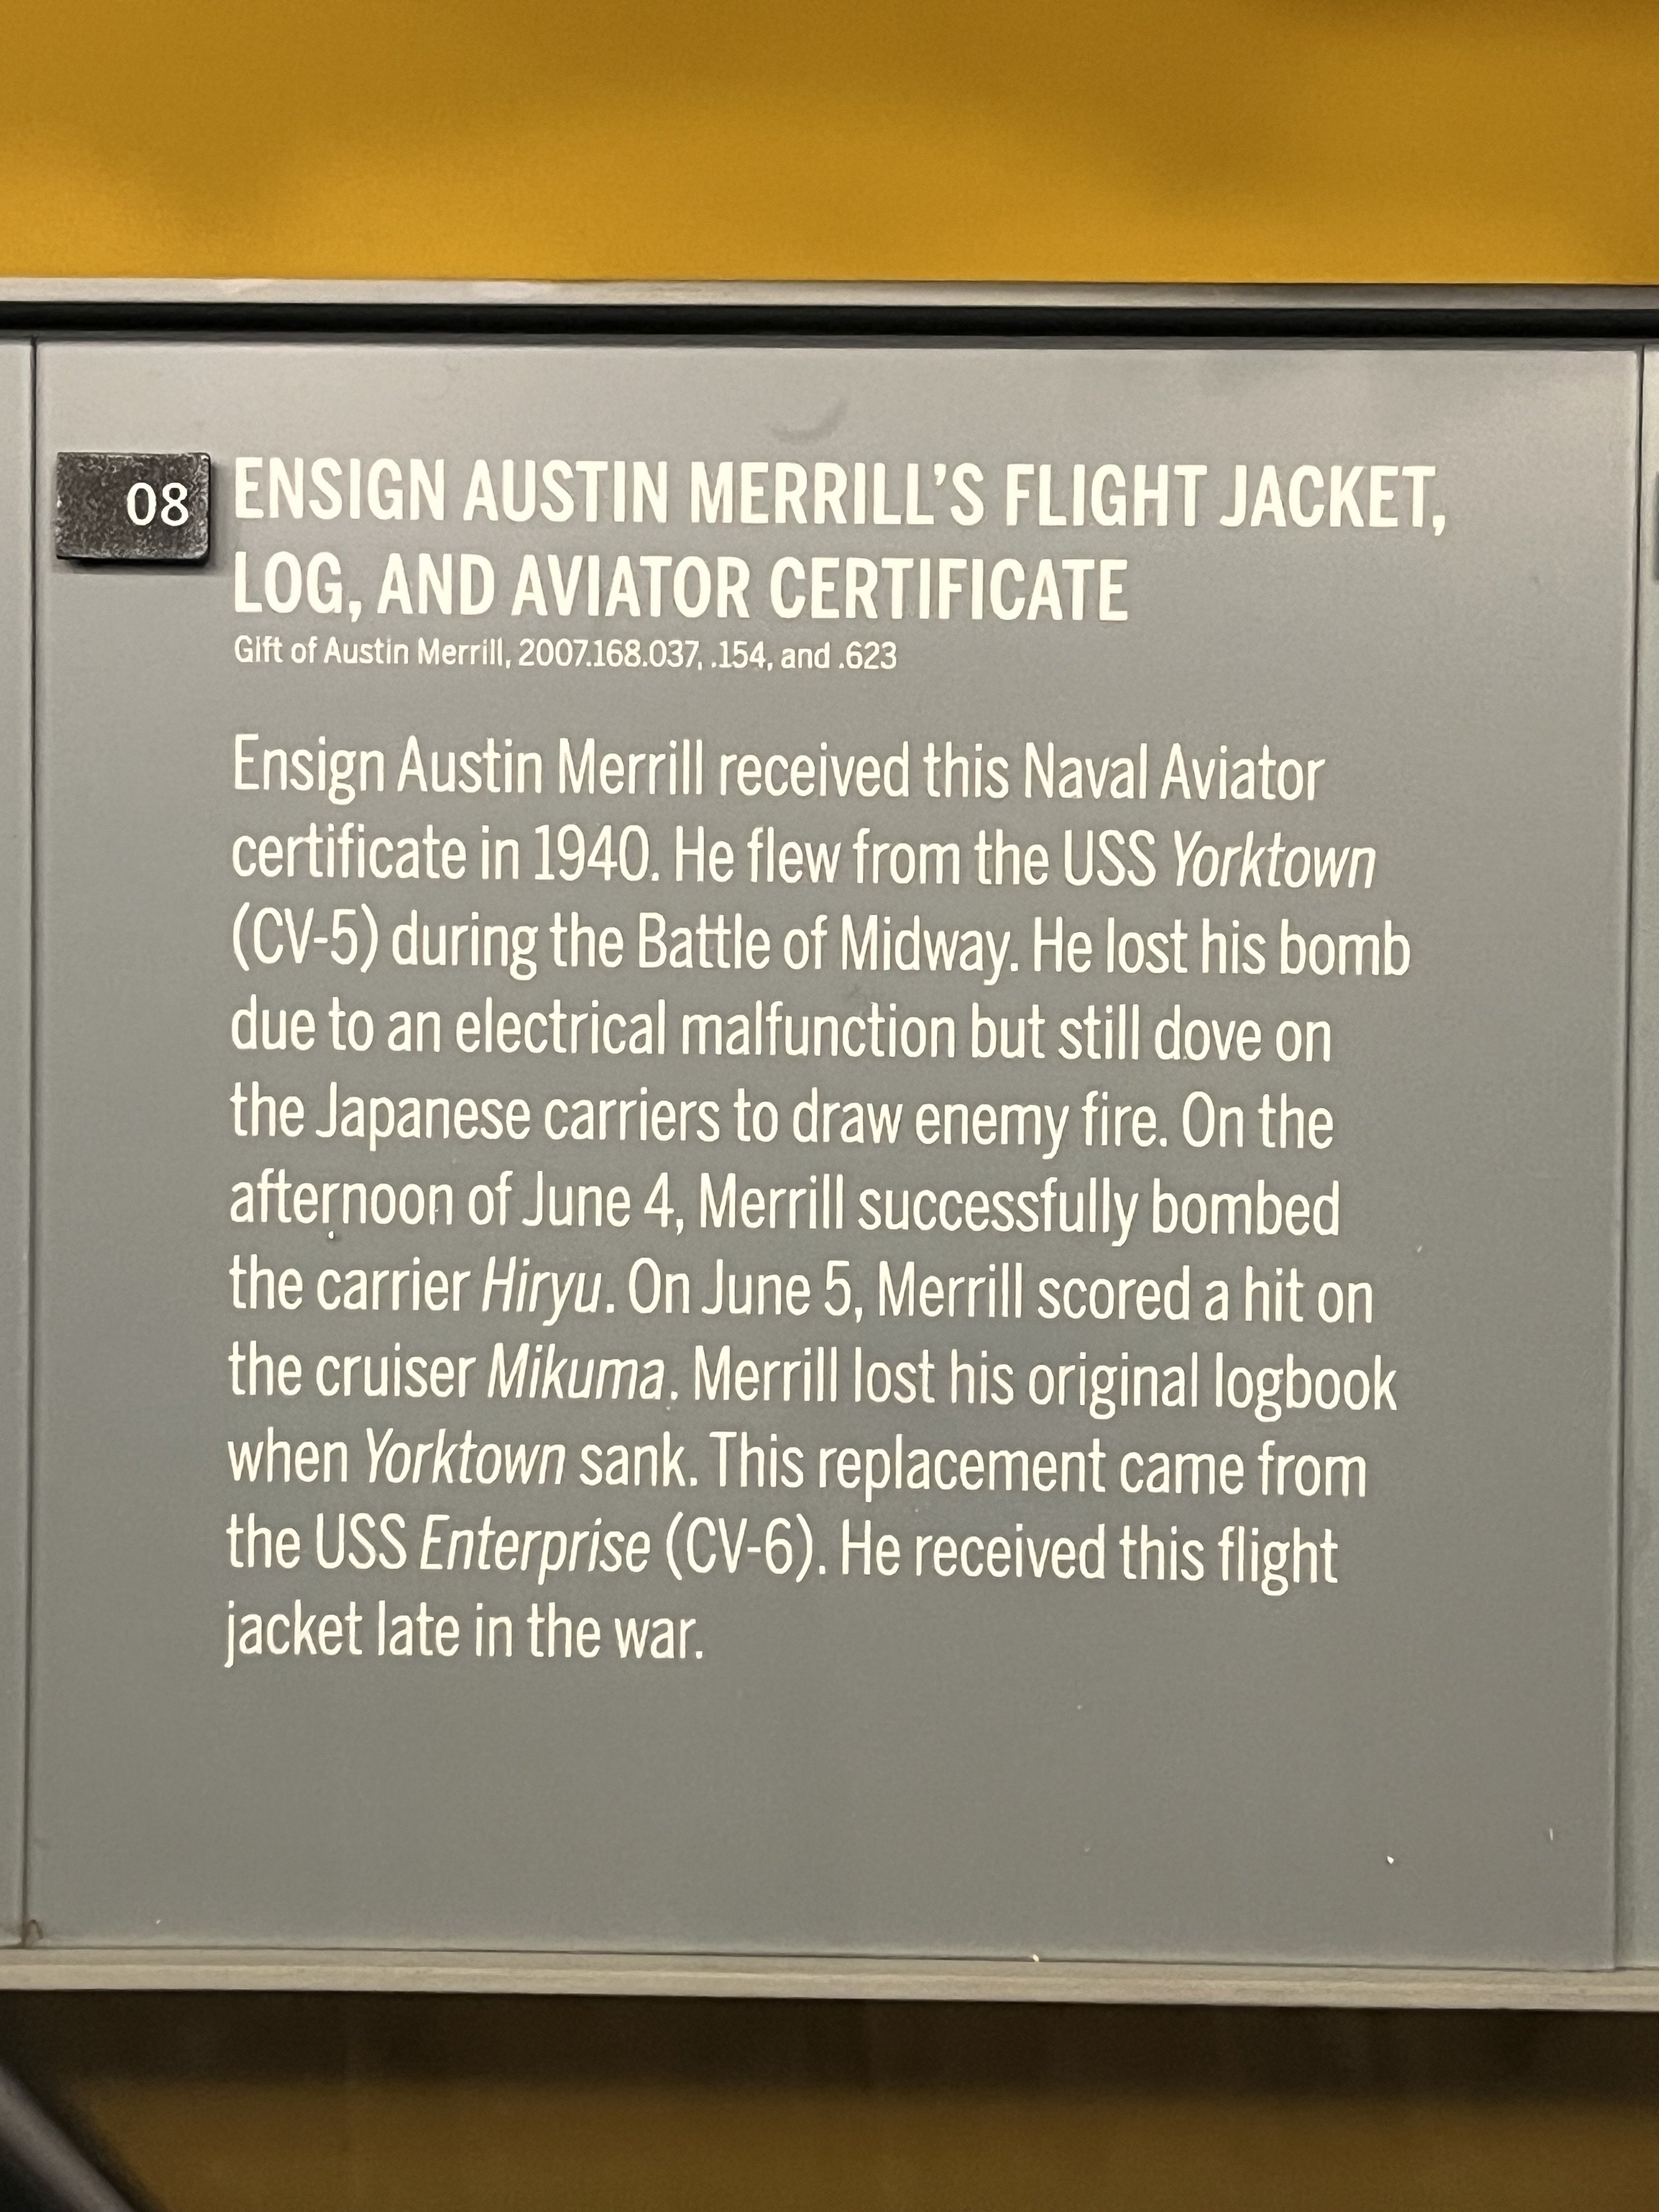 08
ENSIGN AUSTIN MERRILL’S FLIGHT JACKET,
LOG, AND AVIATOR CERTIFICATE
Gift of Austin Merrill, 2007.168.037, .154, and .623
Ensign Austin Merrill received this Naval Aviator
certificate in 1940. He flew from the USS Yorktown
(CV-5) during the Battle of Midway. He lost his bomb
due to an electrical malfunction but still dove on
the Japanese carriers to draw enemy fire. On the
afternoon of June 4, Merrill successfully bombed
the carrier Hiryu. On June 5, Merrill scored a hit on
the cruiser Mikuma. Merrill lost his original logbook
when Yorktown sank. This replacement came from
the USS Enterprise (CV-6). He received this flight
jacket late in the war.